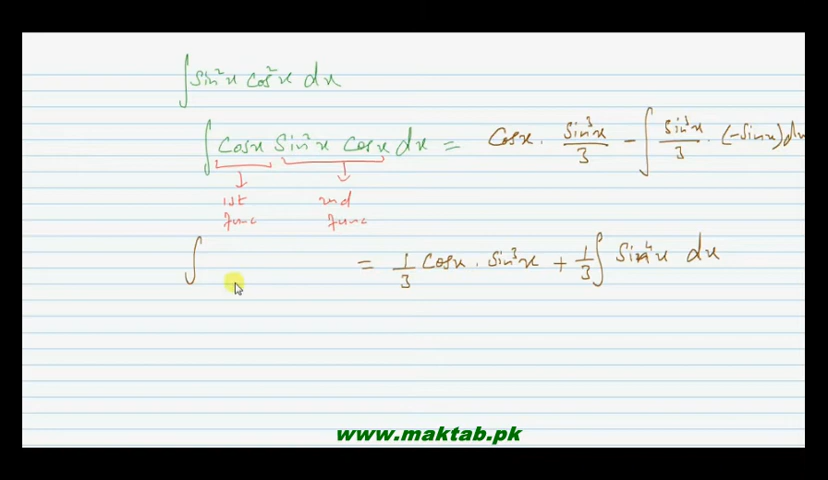 ∫ Sin²x Cos²x dx
∫ Cosx Sin²x Cosx dx = Cosx · Sin³x/3 − ∫ Sin³x/3 · (−Sinx) dx
1st 2nd
func func
∫ = 1/3 Cosx · Sin³x + 1/3 ∫ Sin⁴x dx
www.maktab.pk